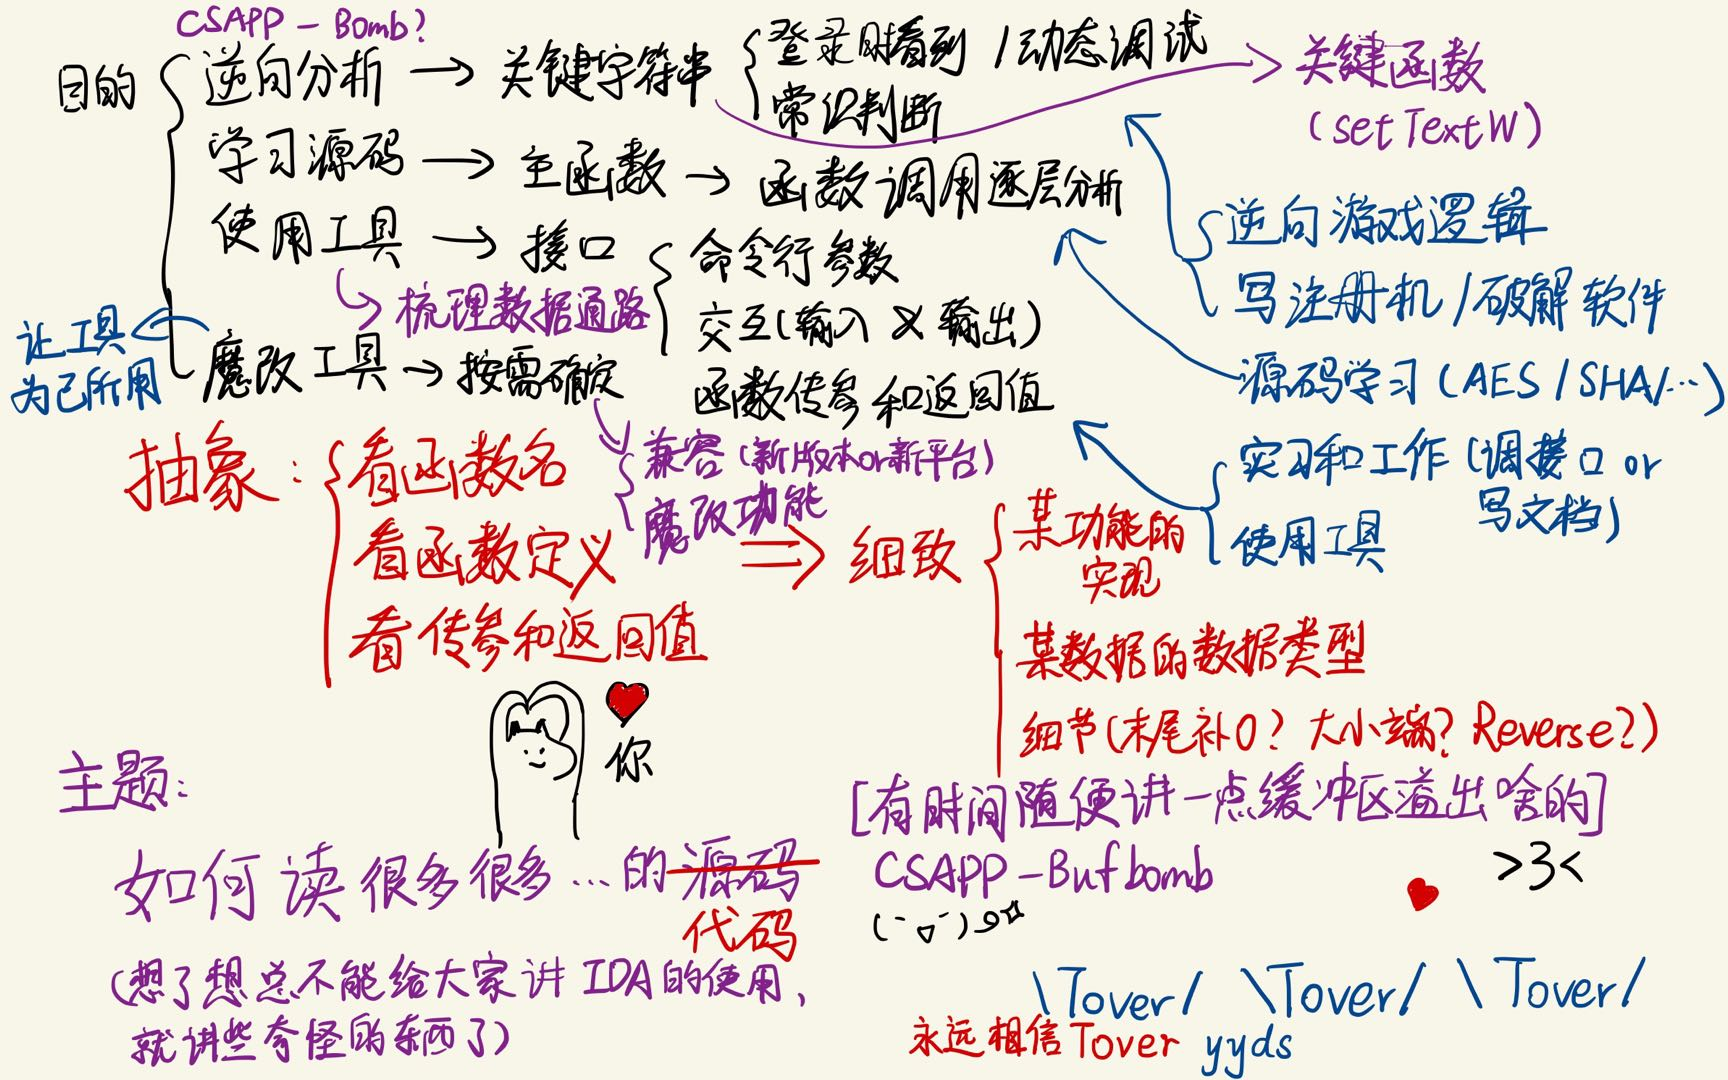 CSAPP - Bomb?
目的
逆向分析 → 关键字符串
登录时看到 / 动态调试
常识判断
关键函数
(setTextW)
学习源码 → 主函数 → 函数调用逐层分析
使用工具 → 接口
命令行参数
交互(输入  X 输出)
函数传参和返回值
梳理数据通路
让工具
为己所用
魔改工具 → 按需确定
兼容(新版本or新平台)
魔改功能
逆向游戏逻辑
写注册机/破解软件
源码学习(AES/SHA/…)
实习和工作(调接口 or
写文档)
使用工具
抽象:
看函数名
看函数定义
看传参和返回值
⇒ 细致
某功能的
实现
某数据的数据类型
细节(末尾补0? 大小端? Reverse?)
你
主题:
如何读很多很多…的源码
代码
(想了想总不能给大家讲IDA的使用,
就讲些奇怪的东西了)
[有时间随便讲一点缓冲区溢出啥的]
CSAPP-Bufbomb
>3<
\Tover/ \Tover/ \Tover/
永远相信Tover yyds